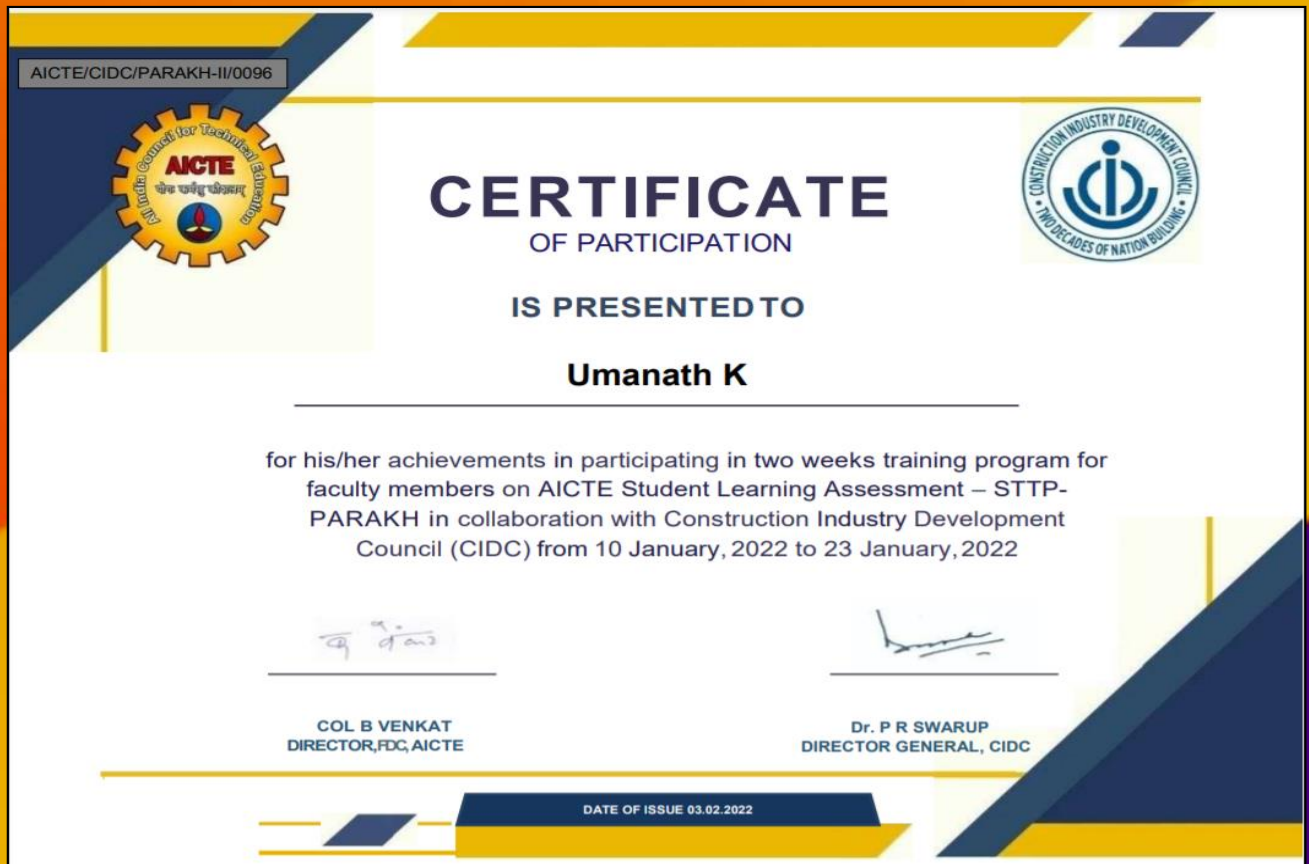 AICTE/CIDC/PARAKH-II/0096
All India Council for Technical Education
AICTE
योगः कर्मसु कौशलम्
CONSTRUCTION INDUSTRY DEVELOPMENT COUNCIL
• TWO DECADES OF NATION BUILDING •
CERTIFICATE
OF PARTICIPATION
IS PRESENTED TO
Umanath K
for his/her achievements in participating in two weeks training program for
faculty members on AICTE Student Learning Assessment – STTP-
PARAKH in collaboration with Construction Industry Development
Council (CIDC) from 10 January, 2022 to 23 January, 2022
COL B VENKAT
DIRECTOR,FDC, AICTE
Dr. P R SWARUP
DIRECTOR GENERAL, CIDC
DATE OF ISSUE 03.02.2022